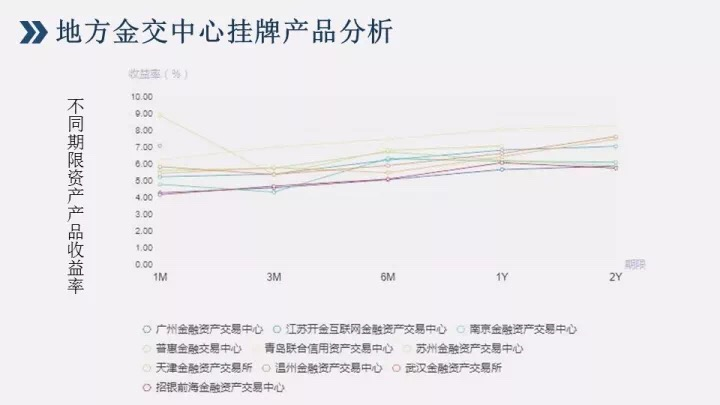 地方金交中心挂牌产品分析
收益率（%）
不同期限资产产品收益率
10.00
9.00
8.00
7.00
6.00
5.00
4.00
3.00
2.00
1.00
0.00
1M 3M 6M 1Y 2Y
期限
广州金融资产交易中心 江苏开金互联网金融资产交易中心 南京金融资产交易中心
普惠金融交易中心 青岛联合信用资产交易中心 苏州金融资产交易中心
天津金融资产交易所 温州金融资产交易中心 武汉金融资产交易所
招银前海金融资产交易中心